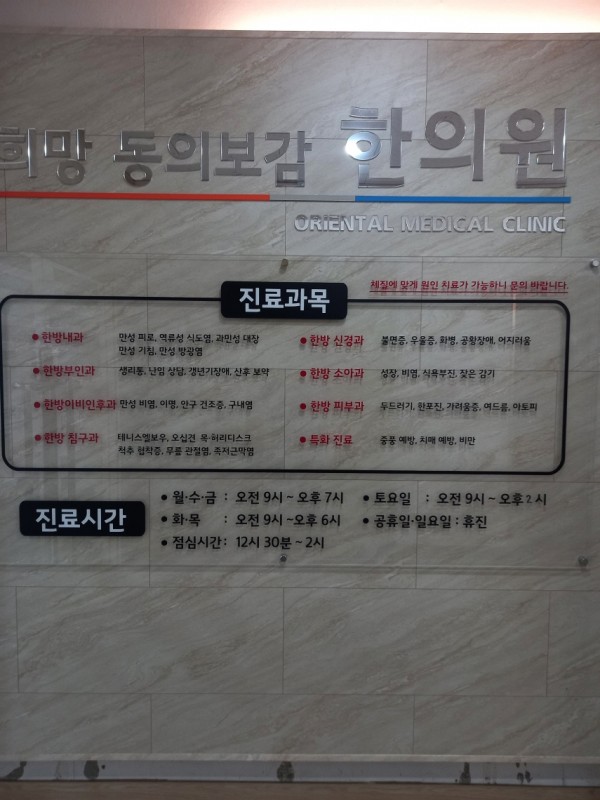 희망 동의보감 한의원
ORIENTAL MEDICAL CLINIC
체질에 맞게 원인 치료가 가능하니 문의 바랍니다.
진료과목
• 한방내과 만성 피로, 역류성 식도염, 과민성 대장
만성 기침, 만성 방광염
• 한방부인과 생리통, 난임 상담, 갱년기장애, 산후 보약
• 한방이비인후과 만성 비염, 이명, 안구 건조증, 구내염
• 한방 침구과 테니스엘보우, 오십견 목·허리디스크
척추 협착증, 무릎 관절염, 족저근막염
• 한방 신경과 불면증, 우울증, 화병, 공황장애, 어지러움
• 한방 소아과 성장, 비염, 식욕부진, 잦은 감기
• 한방 피부과 두드러기, 한포진, 가려움증, 여드름, 아토피
• 특화 진료 중풍 예방, 치매 예방, 비만
진료시간
• 월·수·금 : 오전 9시 ~ 오후 7시
• 화·목 : 오전 9시 ~오후 6시
• 점심시간 : 12시 30분 ~ 2시
• 토요일 : 오전 9시 ~ 오후 2 시
• 공휴일·일요일 : 휴진